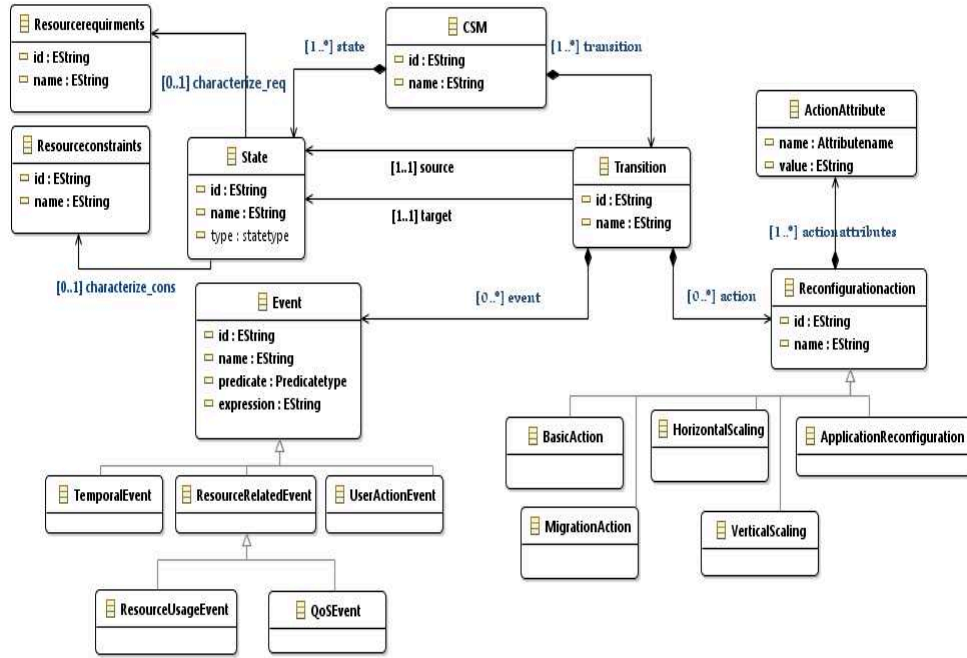 Resourcerequirments
id : EString
name : EString
[1..*] state
CSM
id : EString
name : EString
[1..*] transition
[0..1] characterize_req
ActionAttribute
name : Attributename
value : EString
Resourceconstraints
id : EString
name : EString
State
id : EString
name : EString
type : statetype
[1..1] source
[1..1] target
Transition
id : EString
name : EString
[1..*] actionattributes
[0..1] characterize_cons
Event
id : EString
name : EString
predicate : Predicatetype
expression : EString
[0..*] event
[0..*] action
Reconfigurationaction
id : EString
name : EString
BasicAction
HorizontalScaling
ApplicationReconfiguration
TemporalEvent
ResourceRelatedEvent
UserActionEvent
MigrationAction
VerticalScaling
ResourceUsageEvent
QoSEvent